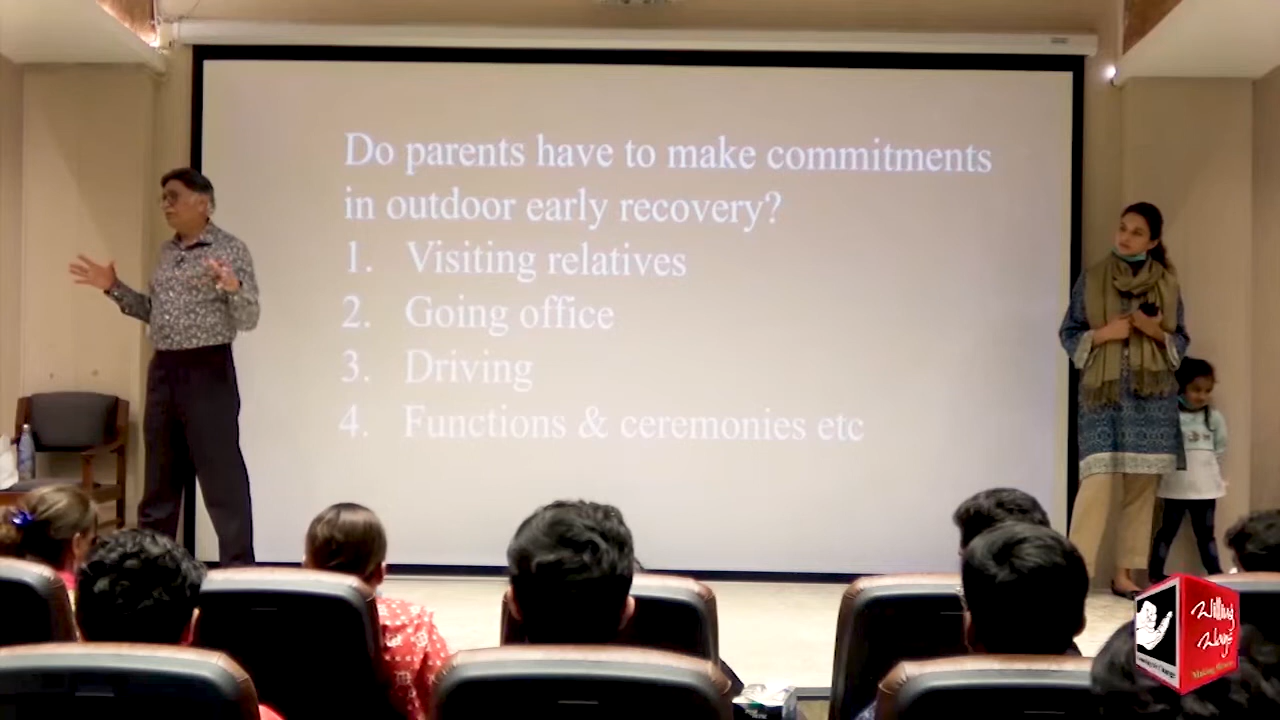 Do parents have to make commitments
in outdoor early recovery?
1. Visiting relatives
2. Going office
3. Driving
4. Functions & ceremonies etc
Willing
Ways